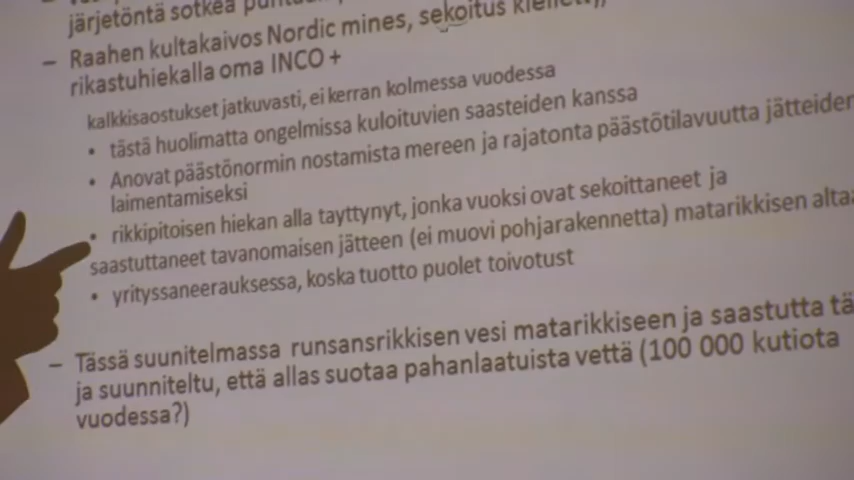 järjetöntä sotkea
– Raahen kultakaivos Nordic mines, sekoitus kielletty,
rikastuhiekalla oma INCO +
kalkkisaostukset jatkuvasti, ei kerran kolmessa vuodessa
• tästä huolimatta ongelmissa kuloituvien saasteiden kanssa
• Anovat päästönormin nostamista mereen ja rajatonta päästötilavuutta jätteiden
laimentamiseksi
• rikkipitoisen hiekan alla tayttynyt, jonka vuoksi ovat sekoittaneet ja
saastuttaneet tavanomaisen jätteen (ei muovi pohjarakennetta) matarikkisen altaa
• yrityssaneerauksessa, koska tuotto puolet toivotust
– Tässä suunitelmassa runsansrikkisen vesi matarikkiseen ja saastutta tä
ja suunniteltu, että allas suotaa pahanlaatuista vettä (100 000 kutiota
vuodessa?)